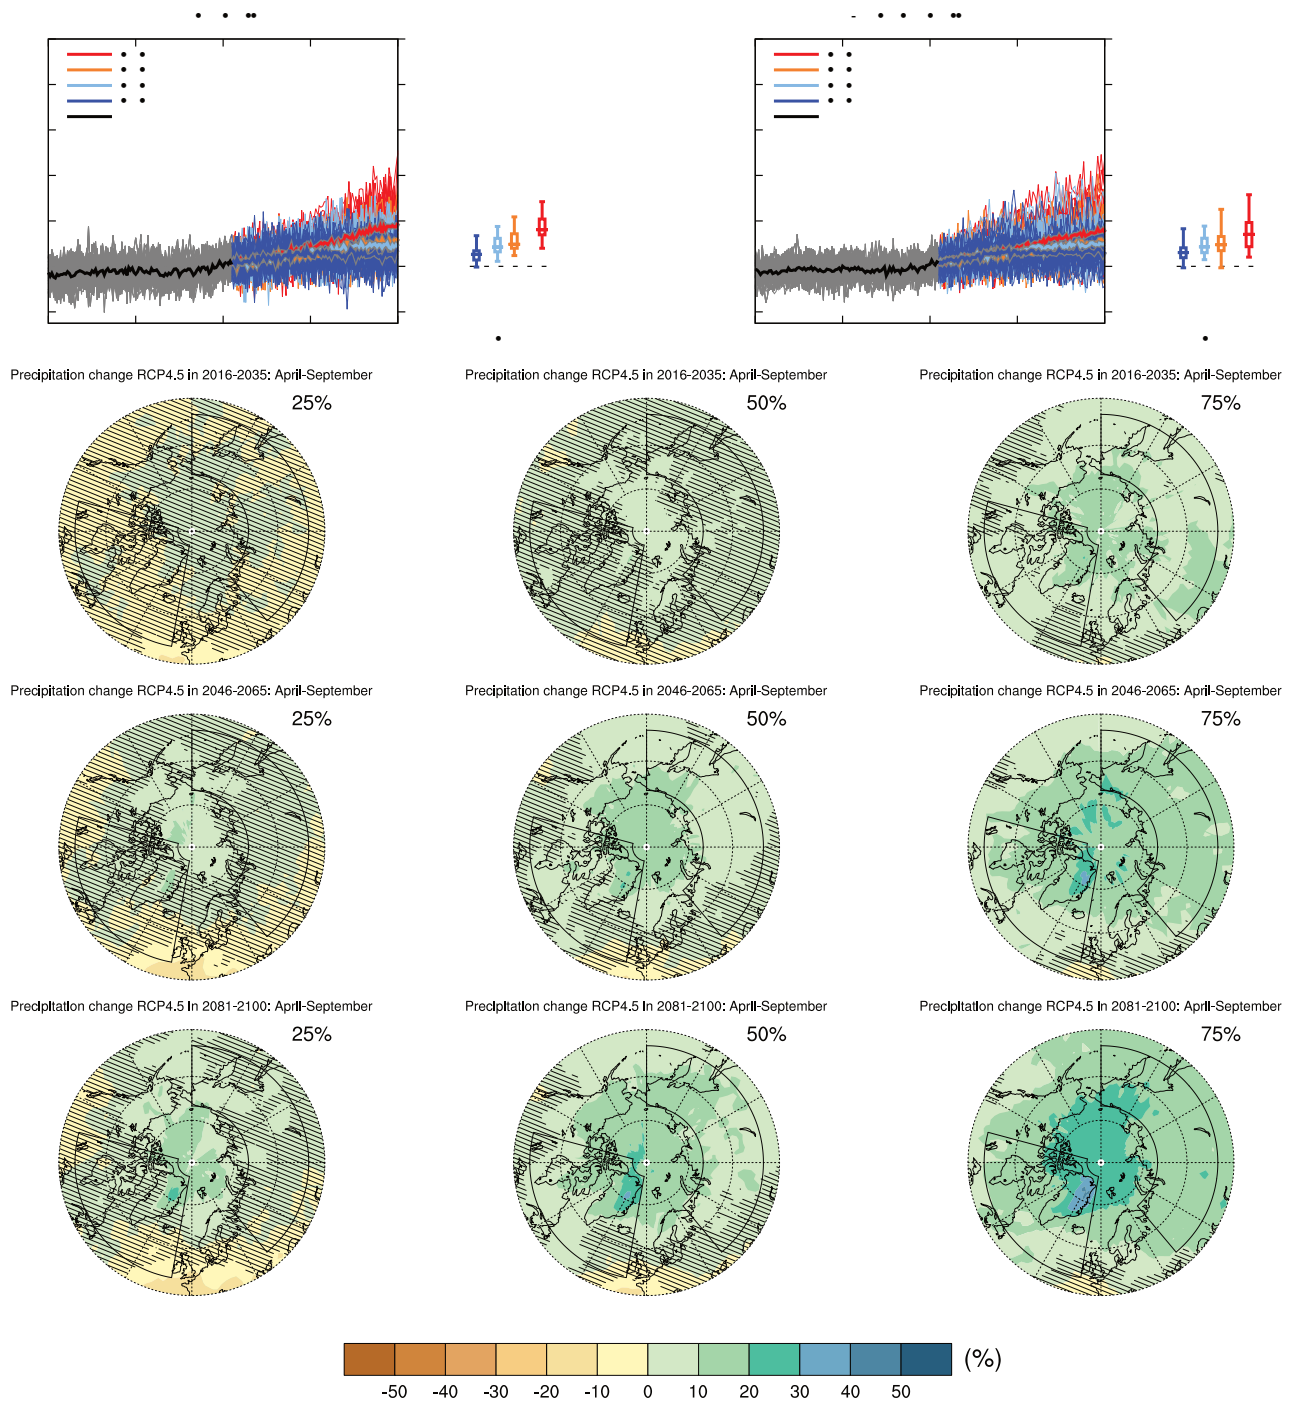 Precipitation change RCP4.5 in 2016-2035: April-September
25%
Precipitation change RCP4.5 in 2016-2035: April-September
50%
Precipitation change RCP4.5 in 2016-2035: April-September
75%
Precipitation change RCP4.5 in 2046-2065: April-September
25%
Precipitation change RCP4.5 in 2046-2065: April-September
50%
Precipitation change RCP4.5 in 2046-2065: April-September
75%
Precipitation change RCP4.5 in 2081-2100: April-September
25%
Precipitation change RCP4.5 in 2081-2100: April-September
50%
Precipitation change RCP4.5 in 2081-2100: April-September
75%
(%)
-50 -40 -30 -20 -10 0 10 20 30 40 50